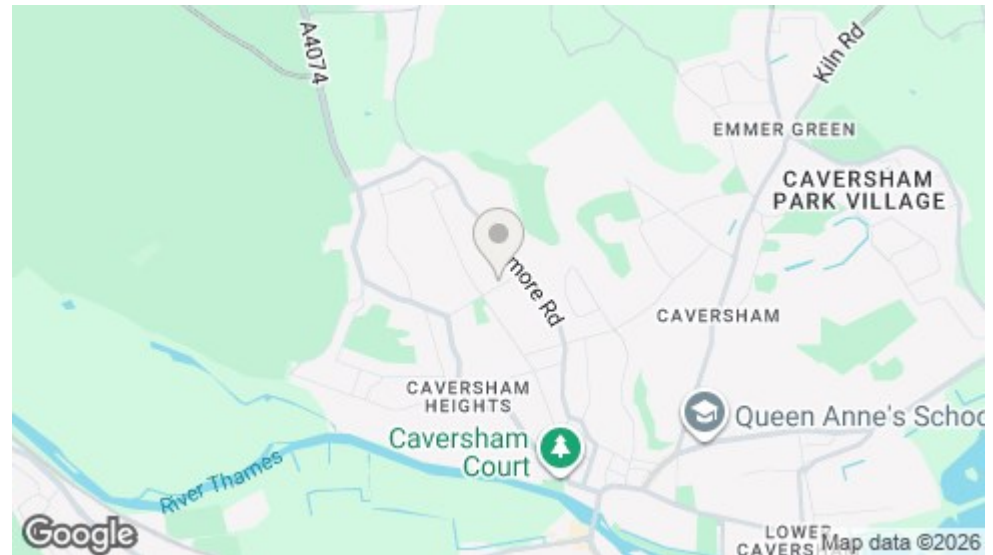 A4074
Kiln Rd
EMMER GREEN
CAVERSHAM
PARK VILLAGE
more Rd
CAVERSHAM
CAVERSHAM
HEIGHTS
Queen Anne's Schoo
Caversham
Court
River Thames
Google
LOWER
CAVERSHAM
Map data ©2026